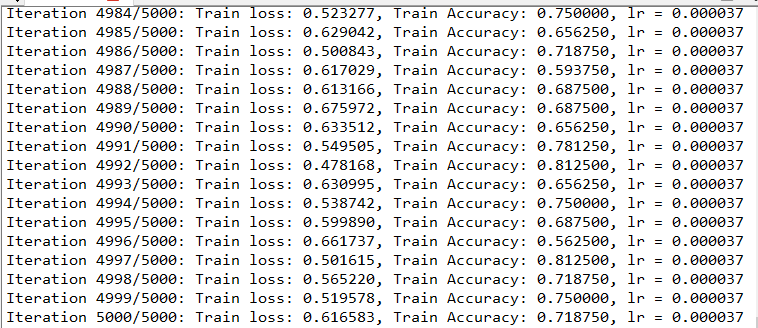 Iteration 4984/5000: Train loss: 0.523277, Train Accuracy: 0.750000, lr = 0.000037
Iteration 4985/5000: Train loss: 0.629042, Train Accuracy: 0.656250, lr = 0.000037
Iteration 4986/5000: Train loss: 0.500843, Train Accuracy: 0.718750, lr = 0.000037
Iteration 4987/5000: Train loss: 0.617029, Train Accuracy: 0.593750, lr = 0.000037
Iteration 4988/5000: Train loss: 0.613166, Train Accuracy: 0.687500, lr = 0.000037
Iteration 4989/5000: Train loss: 0.675972, Train Accuracy: 0.687500, lr = 0.000037
Iteration 4990/5000: Train loss: 0.633512, Train Accuracy: 0.656250, lr = 0.000037
Iteration 4991/5000: Train loss: 0.549505, Train Accuracy: 0.781250, lr = 0.000037
Iteration 4992/5000: Train loss: 0.478168, Train Accuracy: 0.812500, lr = 0.000037
Iteration 4993/5000: Train loss: 0.630995, Train Accuracy: 0.656250, lr = 0.000037
Iteration 4994/5000: Train loss: 0.538742, Train Accuracy: 0.750000, lr = 0.000037
Iteration 4995/5000: Train loss: 0.599890, Train Accuracy: 0.687500, lr = 0.000037
Iteration 4996/5000: Train loss: 0.661737, Train Accuracy: 0.562500, lr = 0.000037
Iteration 4997/5000: Train loss: 0.501615, Train Accuracy: 0.812500, lr = 0.000037
Iteration 4998/5000: Train loss: 0.565220, Train Accuracy: 0.718750, lr = 0.000037
Iteration 4999/5000: Train loss: 0.519578, Train Accuracy: 0.750000, lr = 0.000037
Iteration 5000/5000: Train loss: 0.616583, Train Accuracy: 0.718750, lr = 0.000037